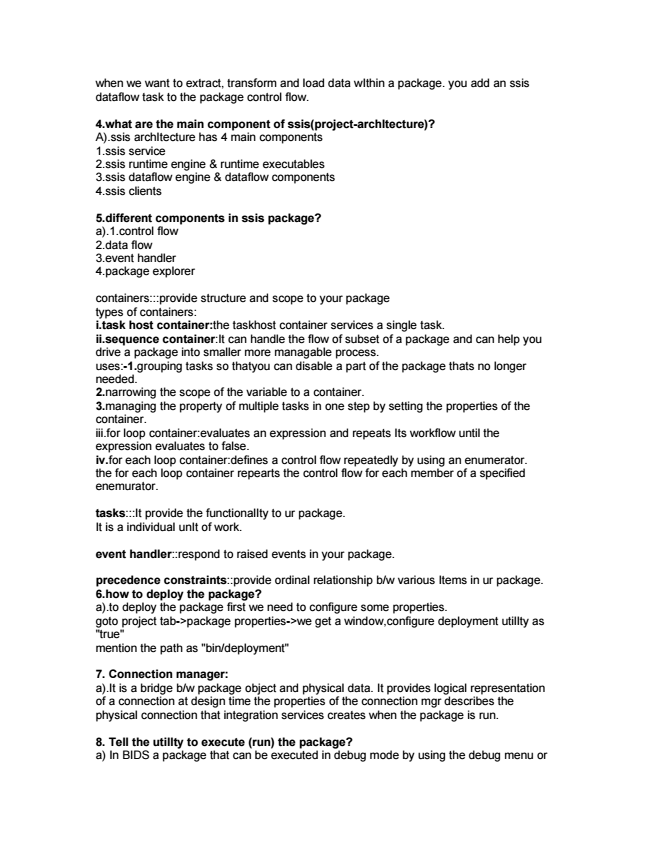 when we want to extract, transform and load data within a package. you add an ssis
dataflow task to the package control flow.
4.what are the main component of ssis(project-architecture)?
A).ssis architecture has 4 main components
1.ssis service
2.ssis runtime engine & runtime executables
3.ssis dataflow engine & dataflow components
4.ssis clients
5.different components in ssis package?
a).1.control flow
2.data flow
3.event handler
4.package explorer
containers:::provide structure and scope to your package
types of containers:
i.task host container:the taskhost container services a single task.
ii.sequence container:It can handle the flow of subset of a package and can help you
drive a package into smaller more managable process.
uses:-1.grouping tasks so thatyou can disable a part of the package thats no longer
needed.
2.narrowing the scope of the variable to a container.
3.managing the property of multiple tasks in one step by setting the properties of the
container.
iii.for loop container:evaluates an expression and repeats Its workflow until the
expression evaluates to false.
iv.for each loop container:defines a control flow repeatedly by using an enumerator.
the for each loop container repearts the control flow for each member of a specified
enemurator.
tasks:::It provide the functionality to ur package.
It is a individual unit of work.
event handler::respond to raised events in your package.
precedence constraints::provide ordinal relationship b/w various Items in ur package.
6.how to deploy the package?
a).to deploy the package first we need to configure some properties.
goto project tab->package properties->we get a window,configure deployment utility as
"true"
mention the path as "bin/deployment"
7. Connection manager:
a).It is a bridge b/w package object and physical data. It provides logical representation
of a connection at design time the properties of the connection mgr describes the
physical connection that integration services creates when the package is run.
8. Tell the utility to execute (run) the package?
a) In BIDS a package that can be executed in debug mode by using the debug menu or